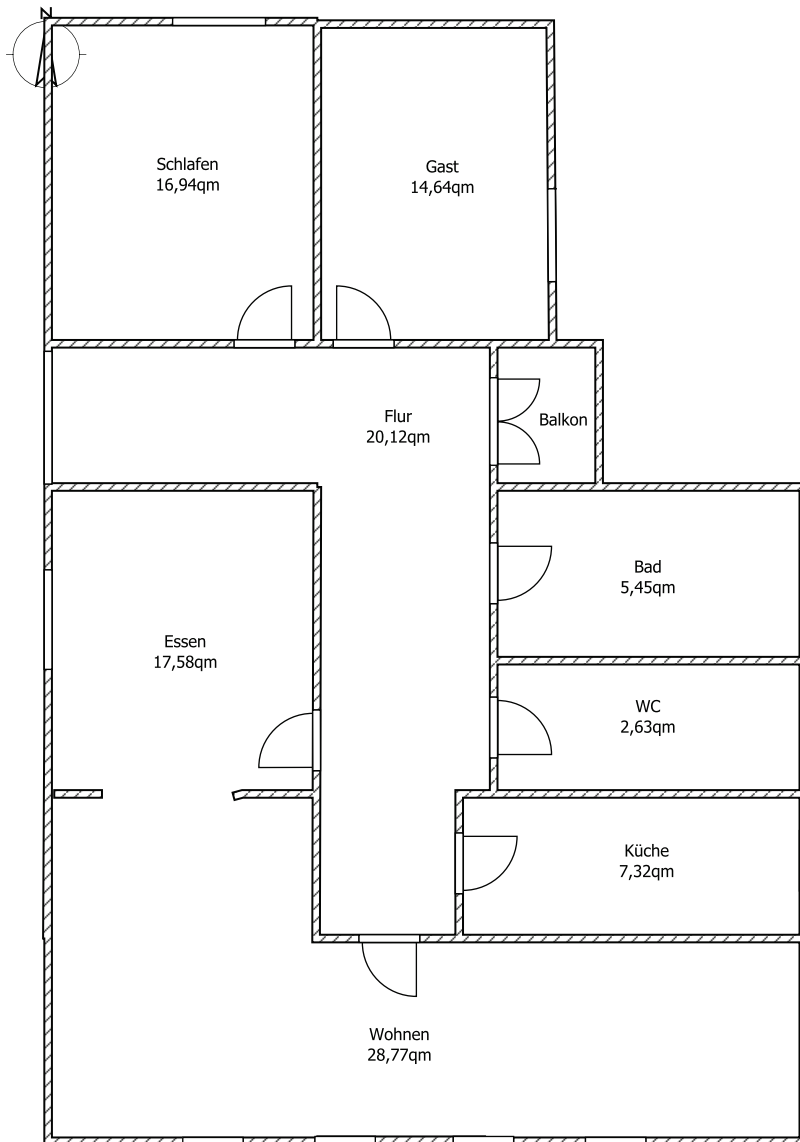 N
Schlafen
16,94qm
Gast
14,64qm
Flur
20,12qm
Balkon
Bad
5,45qm
Essen
17,58qm
WC
2,63qm
Küche
7,32qm
Wohnen
28,77qm